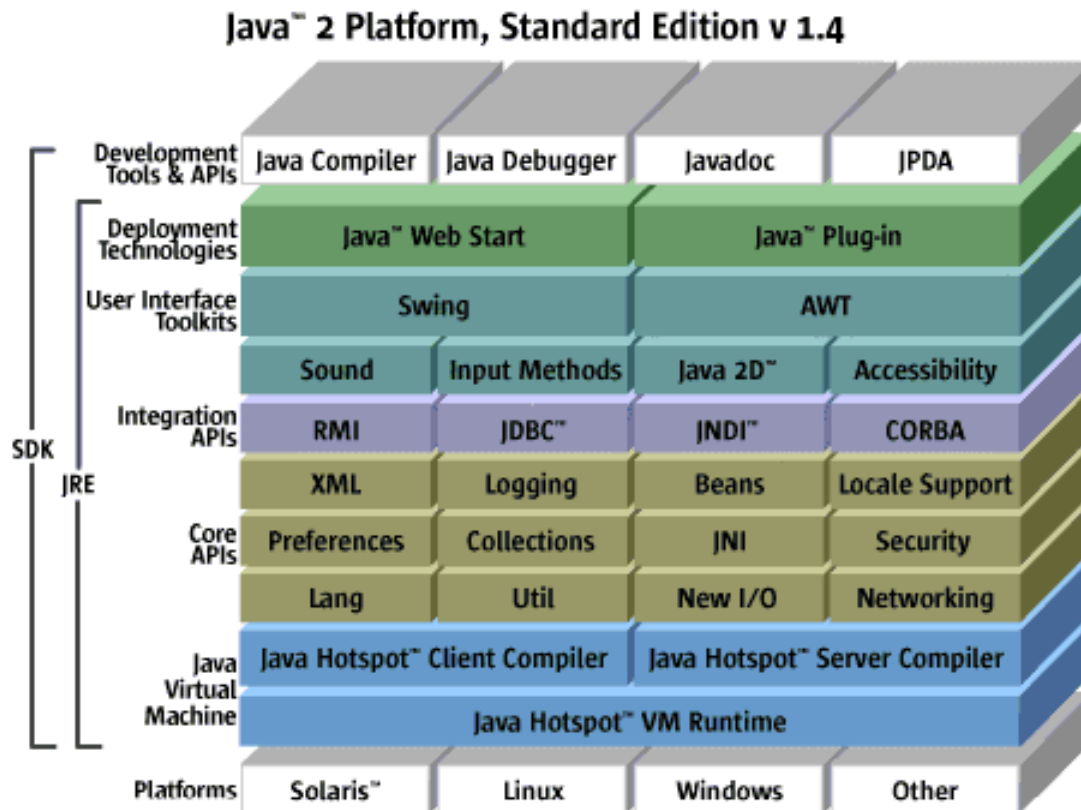 Java™ 2 Platform, Standard Edition v 1.4
Development Tools & APIs
Java Compiler
Java Debugger
Javadoc
JPDA
Deployment Technologies
Java™ Web Start
Java™ Plug-in
User Interface Toolkits
Swing
AWT
Sound
Input Methods
Java 2D™
Accessibility
Integration APIs
RMI
JDBC™
JNDI™
CORBA
SDK
JRE
XML
Logging
Beans
Locale Support
Core APIs
Preferences
Collections
JNI
Security
Lang
Util
New I/O
Networking
Java Virtual Machine
Java Hotspot™ Client Compiler
Java Hotspot™ Server Compiler
Java Hotspot™ VM Runtime
Platforms
Solaris™
Linux
Windows
Other